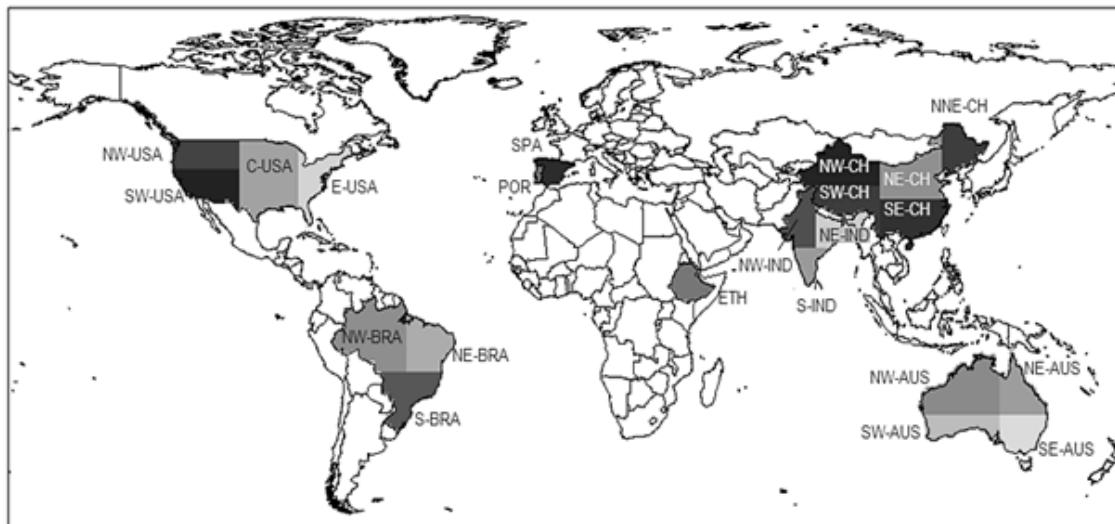 NNE-CH
SPA
NW-USA
C-USA
NW-CH
NE-CH
SW-USA
E-USA
POR
SW-CH
SE-CH
NE-IND
NW-IND
ETH
S-IND
NW-BRA
NE-BRA
NE-AUS
NW-AUS
S-BRA
SW-AUS
SE-AUS